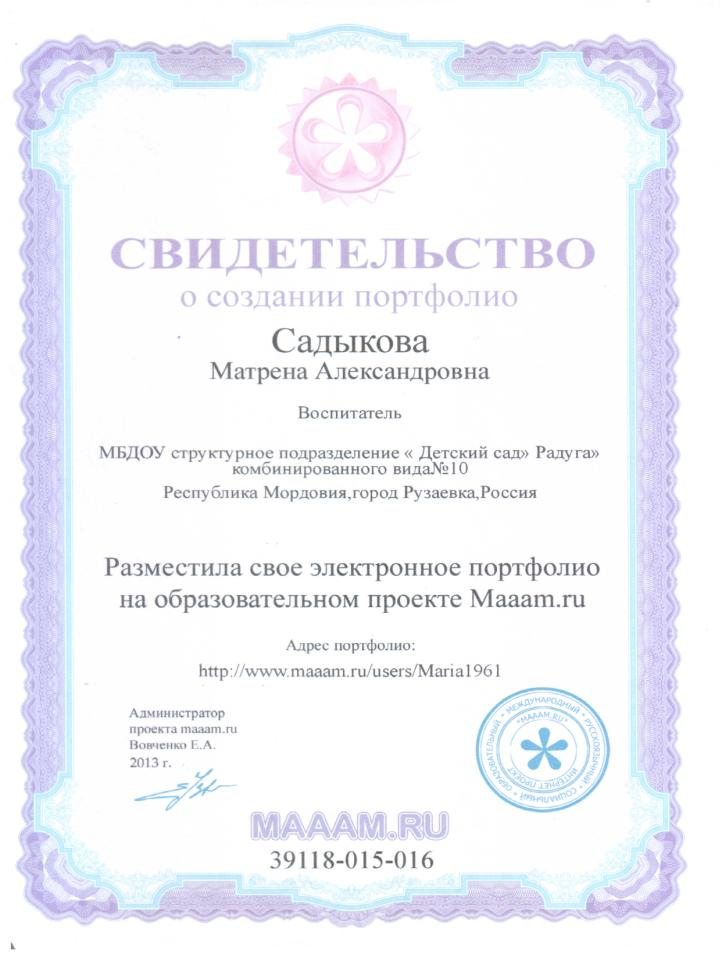 СВИДЕТЕЛЬСТВО
о создании портфолио
Садыкова
Матрена Александровна
Воспитатель
МБДОУ структурное подразделение « Детский сад» Радуга»
комбинированного вида№10
Республика Мордовия,город Рузаевка,Россия
Разместила свое электронное портфолио
на образовательном проекте Maaam.ru
Адрес портфолио:
http://www.maaam.ru/users/Maria1961
Администратор
проекта maaam.ru
Вовченко Е.А.
2013 г.
* МЕЖДУНАРОДНЫЙ * РУССКОЯЗЫЧНЫЙ * СОЦИАЛЬНЫЙ * ОБРАЗОВАТЕЛЬНЫЙ
"MAAAM.RU"
ИНТЕРНЕТ ПРОЕКТ
MAAAM.RU
39118-015-016